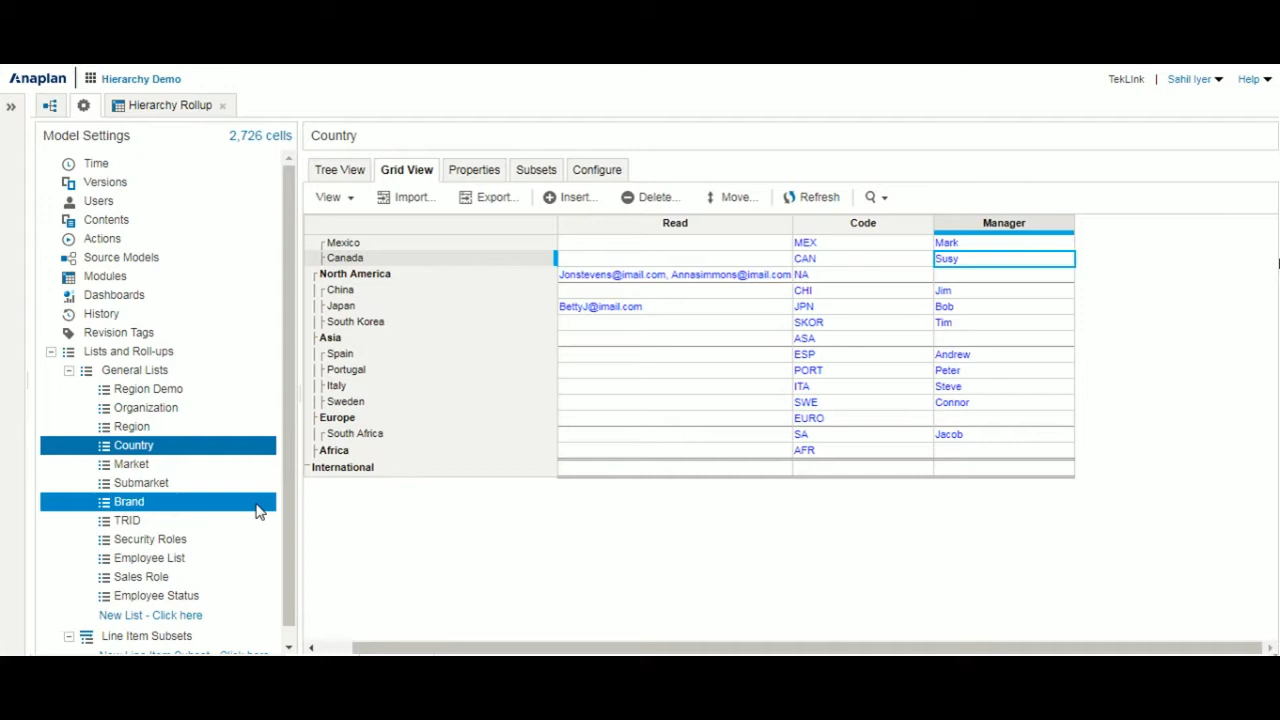 Anaplan Hierarchy Demo TekLInk | Sahil Iyer Help
Hierarchy Rollup ×
Model Settings 2,726 cells
Time
Versions
Users
Contents
Actions
Source Models
Modules
Dashboards
History
Revision Tags
Lists and Roll-ups
General Lists
Region Demo
Organization
Region
Country
Market
Submarket
Brand
TRID
Security Roles
Employee List
Sales Role
Employee Status
New List - Click here
Line Item Subsets
New Line Item Subset - Click here
Country
Tree View Grid View Properties Subsets Configure
View Import... Export... Insert... Delete... Move... Refresh
Read Code Manager
Mexico MEX Mark
Canada CAN Susy
North America Jonstevens@imail.com, Annasimmons@imail.com NA
China CHI Jim
Japan BettyJ@imail.com JPN Bob
South Korea SKOR Tim
Asia ASA
Spain ESP Andrew
Portugal PORT Peter
Italy ITA Steve
Sweden SWE Connor
Europe EURO
South Africa SA Jacob
Africa AFR
International